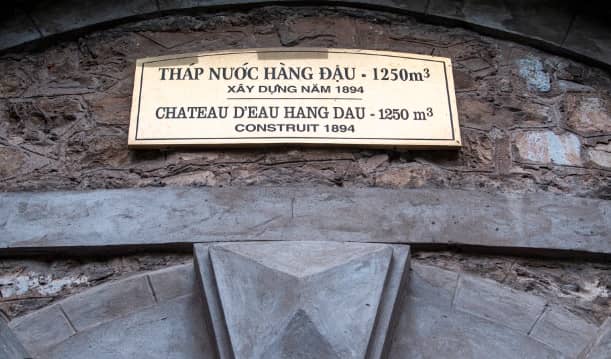 THÁP NƯỚC HÀNG ĐẬU - 1250m³
XÂY DỰNG NĂM 1894
CHATEAU D'EAU HANG DAU - 1250 m³
CONSTRUIT 1894